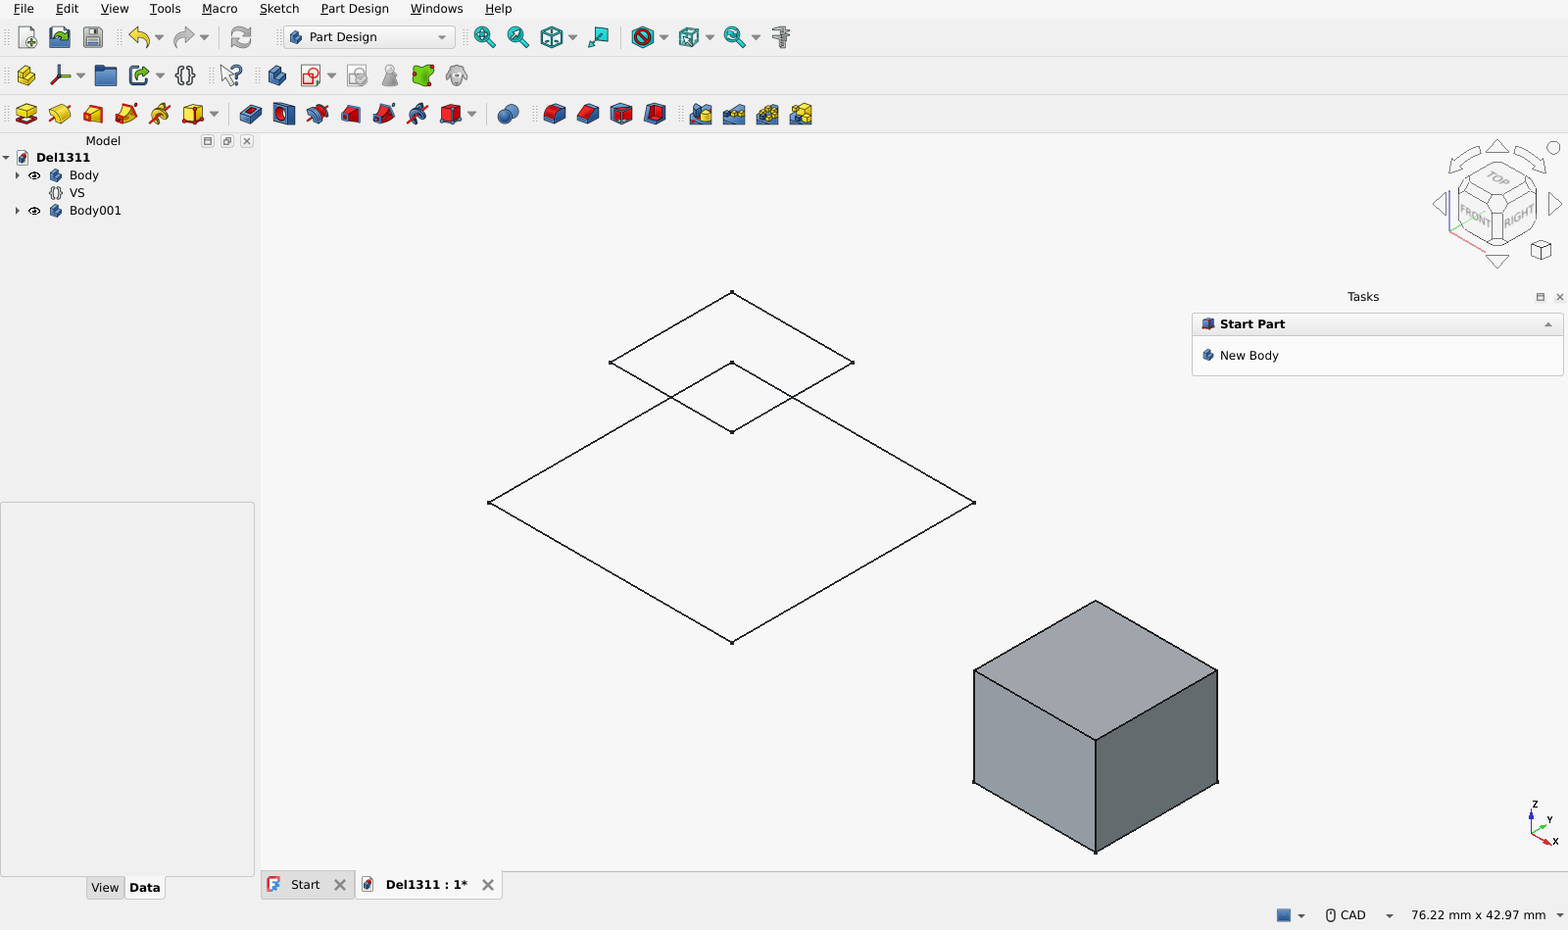 File Edit View Tools Macro Sketch Part Design Windows Help
Part Design
Model
Del1311
Body
VS
Body001
TOP
FRONT
RIGHT
Tasks
Start Part
New Body
Z
Y
X
View Data
Start
Del1311 : 1*
CAD
76.22 mm x 42.97 mm